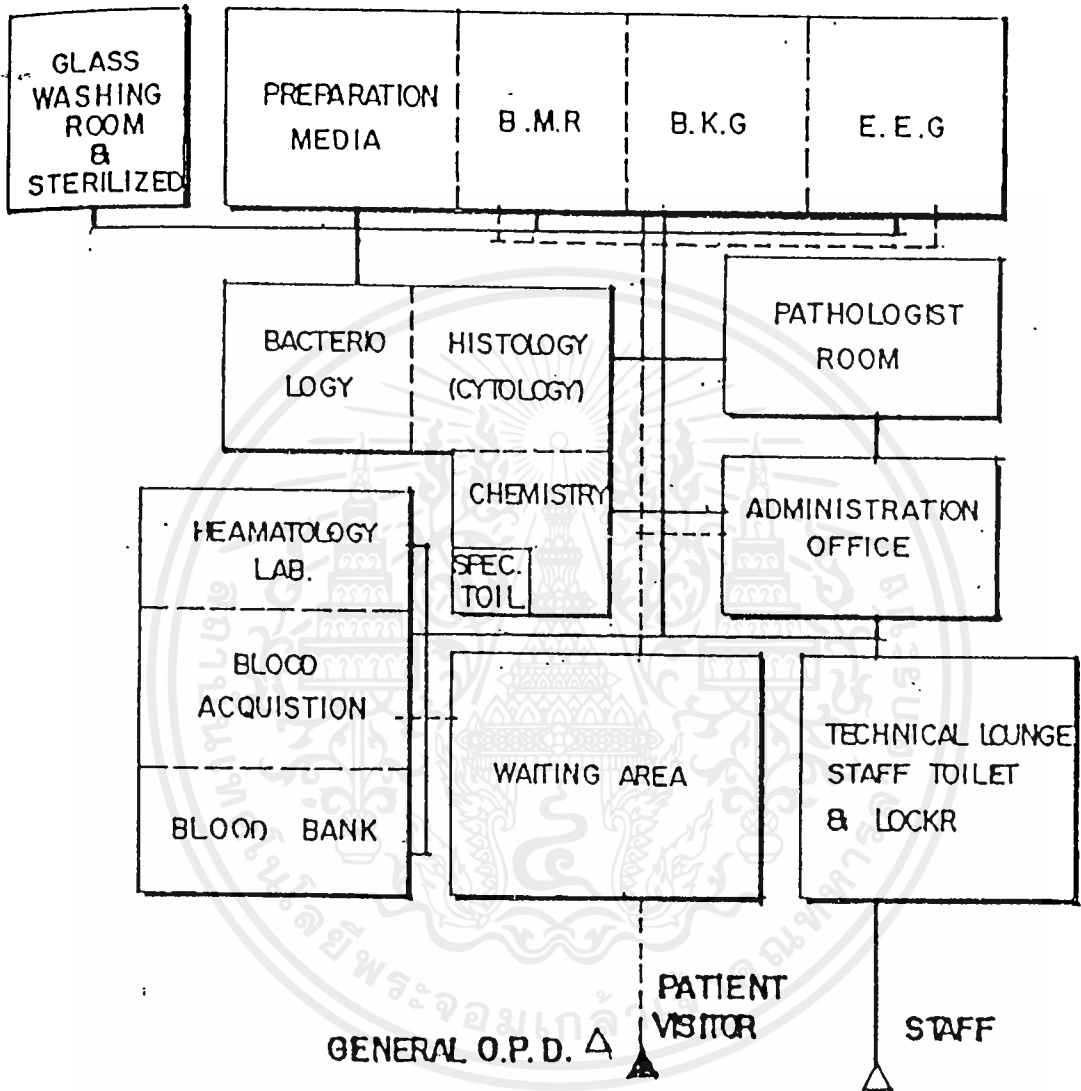 GLASS
WASHING
ROOM
&
STERILIZED
PREPARATION
MEDIA
B.M.R
B.K.G
E.E.G
BACTERIO
LOGY
HISTOLOGY
(CYTOLOGY)
PATHOLOGIST
ROOM
CHEMISTRY
SPEC.
TOIL
ADMINISTRATION
OFFICE
HEAMATOLOGY
LAB.
BLOOD
ACQUISTION
BLOOD BANK
WAITING AREA
TECHNICAL LOUNGE
STAFF TOILET
& LOCKR
PATIENT
VISITOR
GENERAL O.P.D.
STAFF